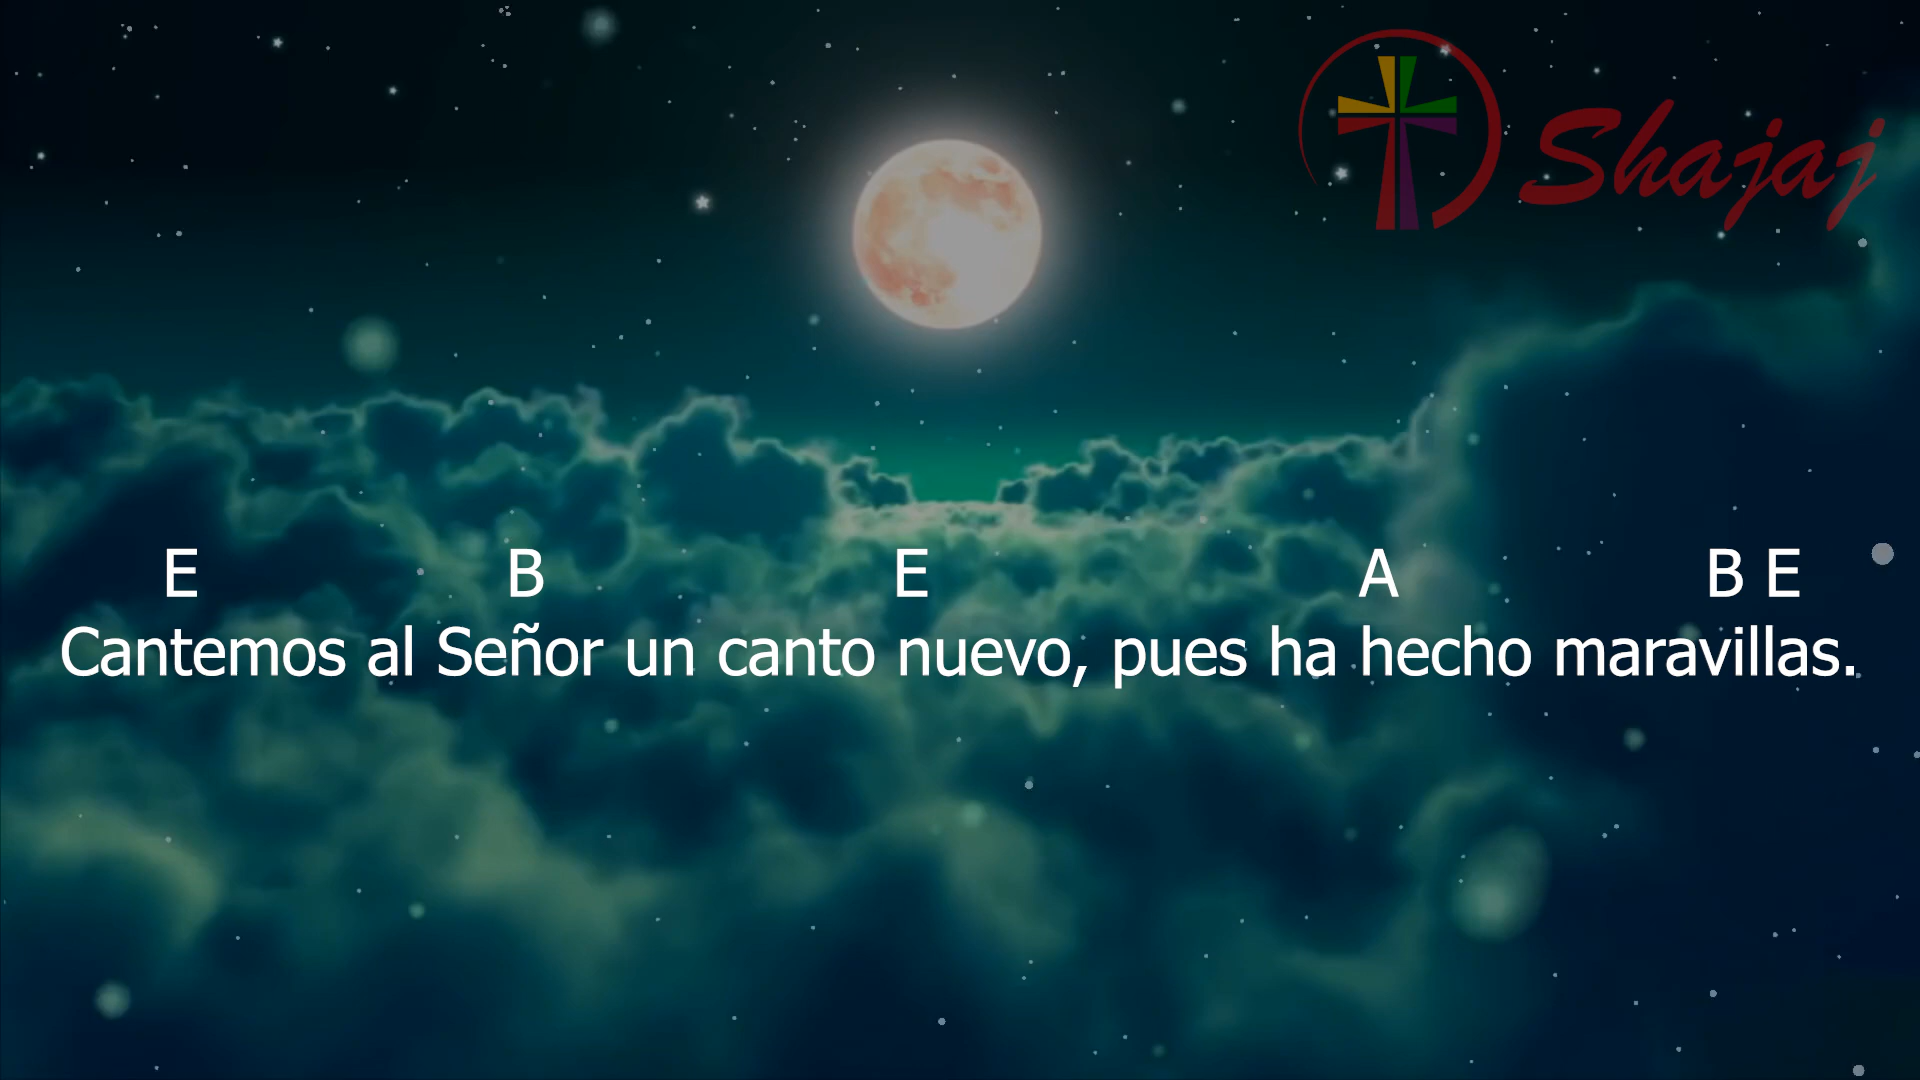 Shajaj
E B E A B E
Cantemos al Señor un canto nuevo, pues ha hecho maravillas.